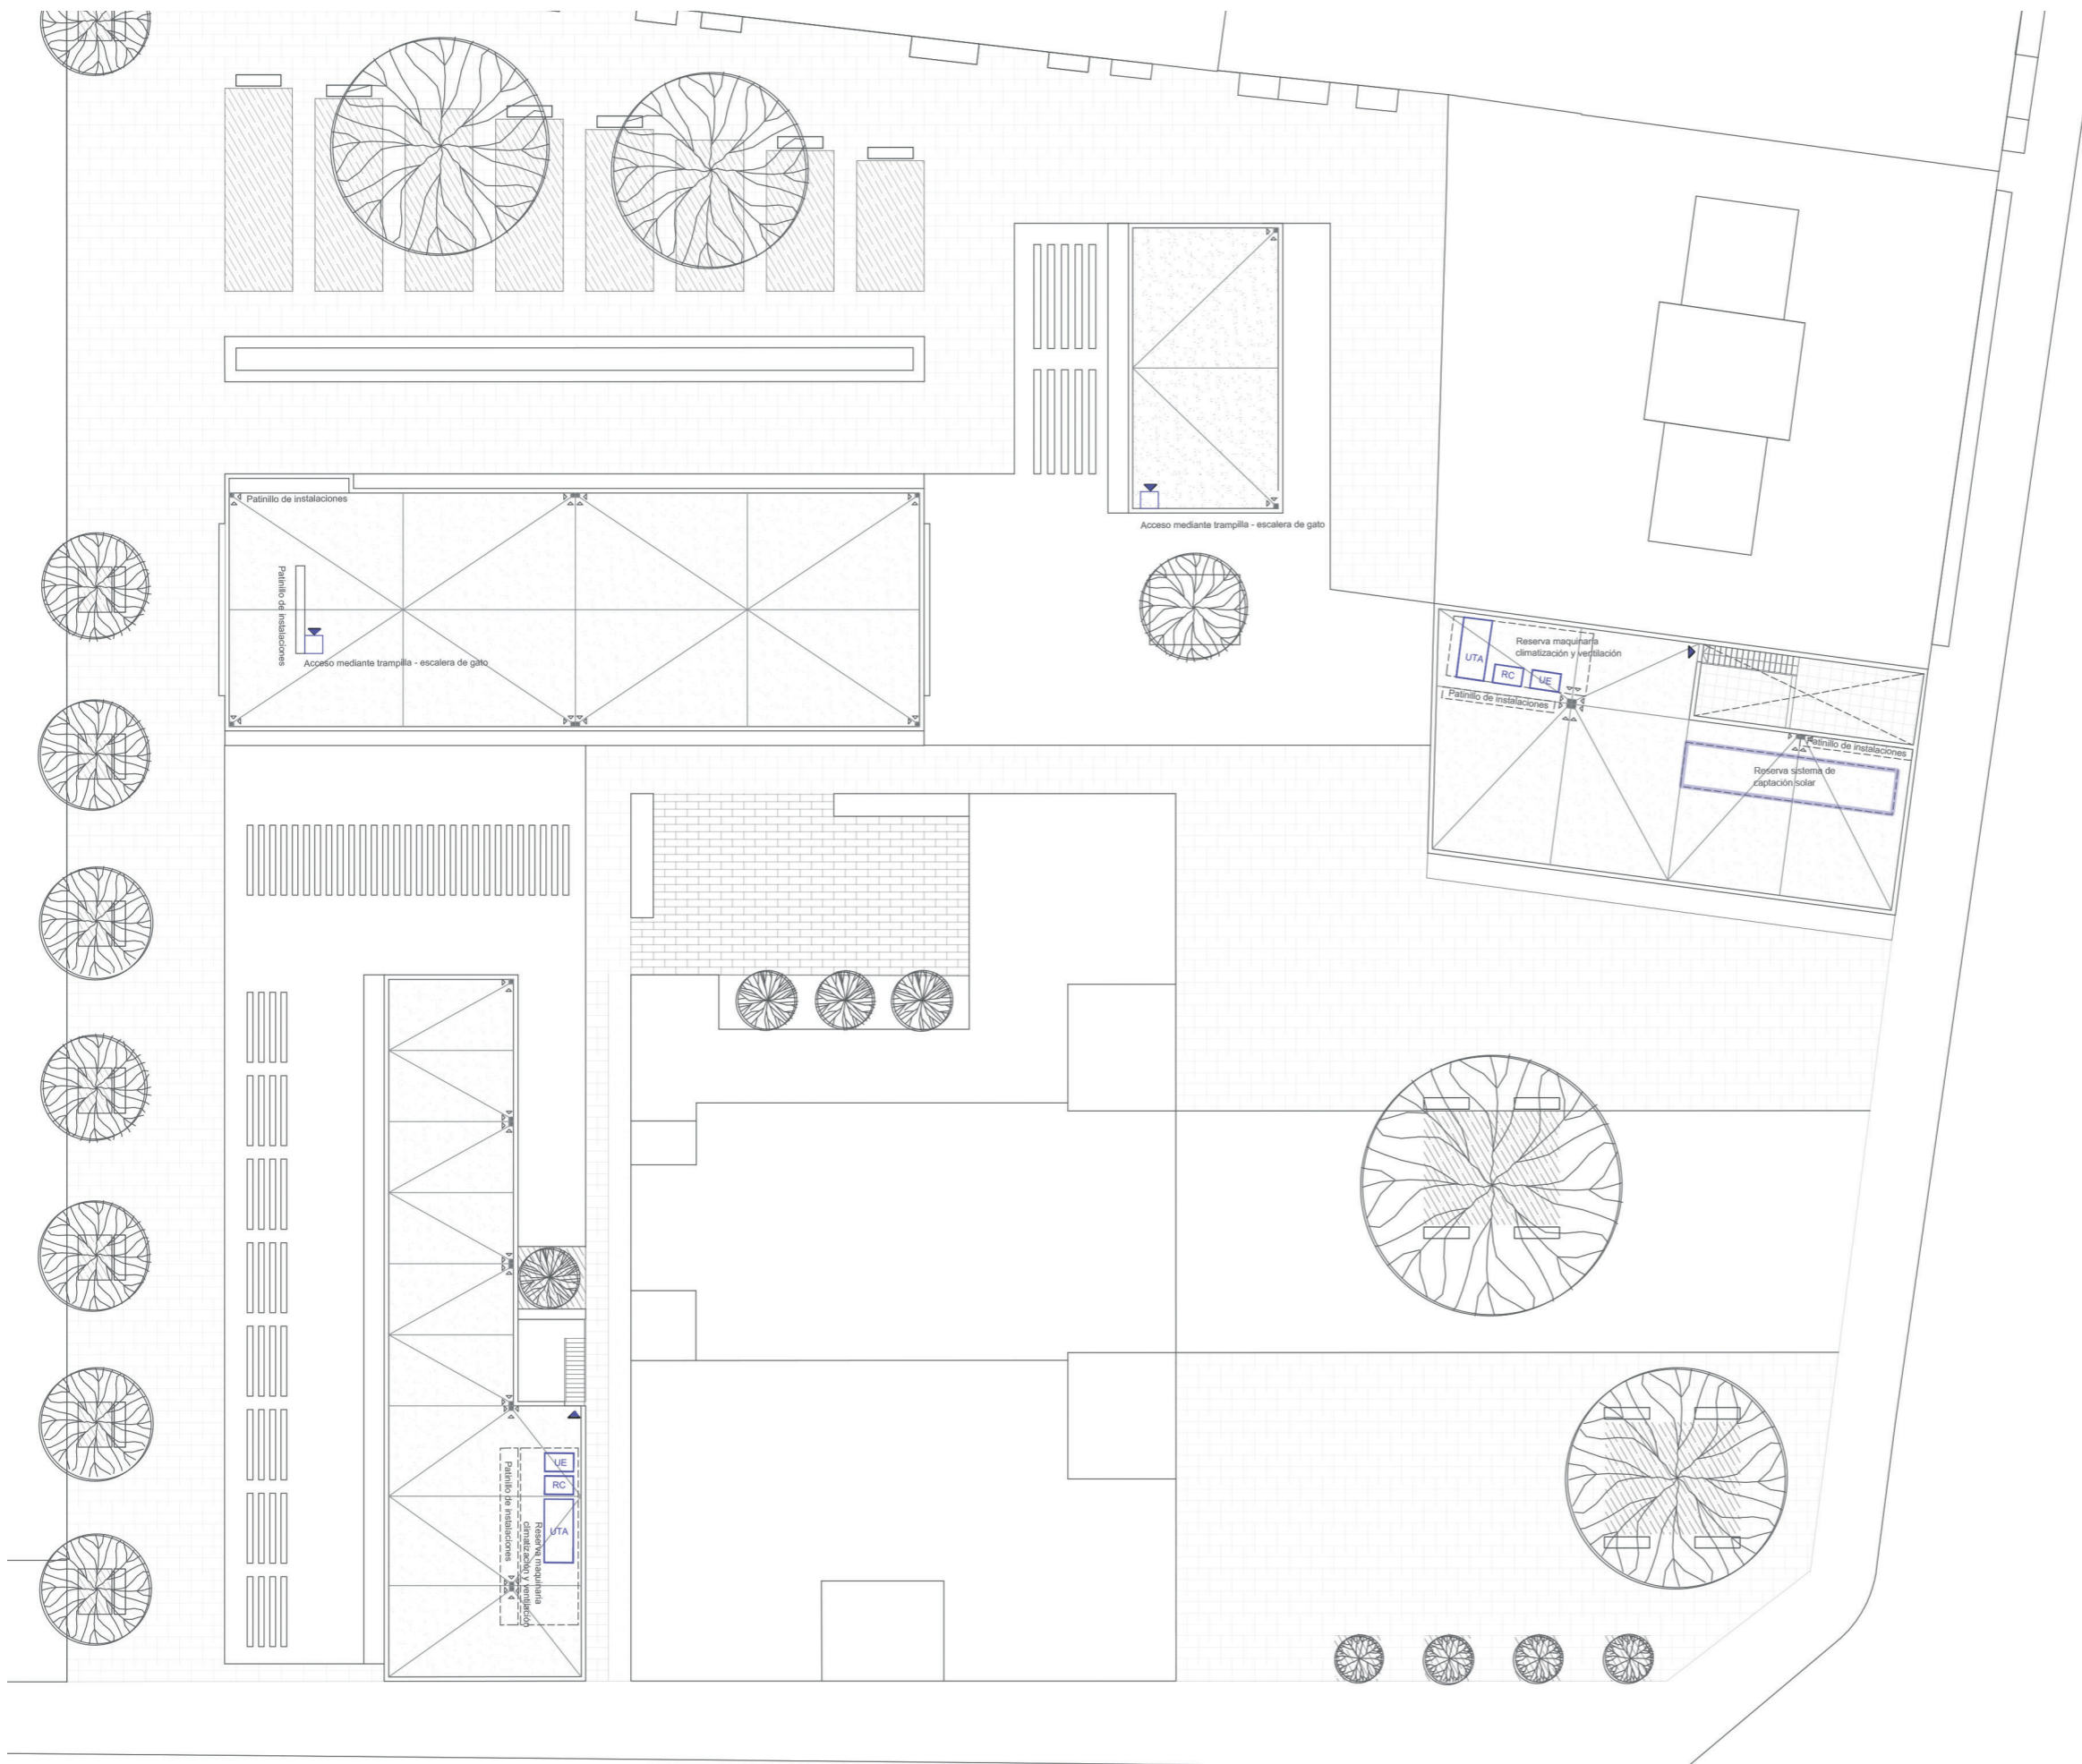 Patinillo de instalaciones
Patinillo de instalaciones
Acceso mediante trampilla - escalera de gato
Acceso mediante trampilla - escalera de gato
Reserva maquinaria
climatización y ventilación
UTA
RC
UE
Patinillo de instalaciones
Patinillo de instalaciones
Reserva sistema de
captación solar
UE
RC
UTA
Patinillo de instalaciones
Reserva maquinaria
climatización y ventilación